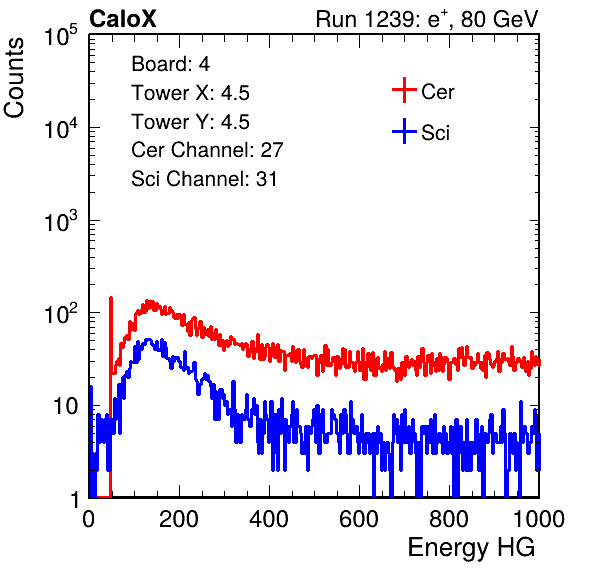 CaloX Run 1239: e⁺, 80 GeV
Counts
10⁵
10⁴
10³
10²
10
1
Board: 4
Tower X: 4.5
Tower Y: 4.5
Cer Channel: 27
Sci Channel: 31
Cer
Sci
0 200 400 600 800 1000
Energy HG